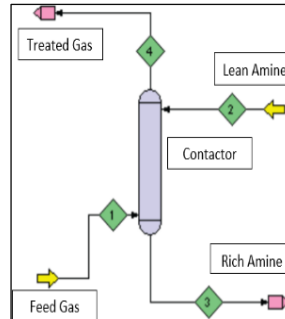 Treated Gas
4
Lean Amine
2
Contactor
1
Rich Amine
Feed Gas
3